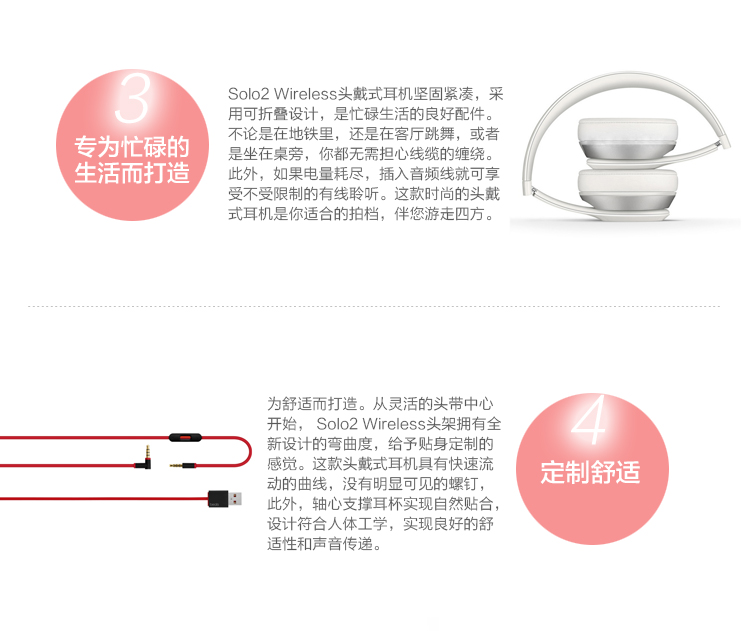 3
专为忙碌的
生活而打造
Solo2 Wireless头戴式耳机坚固紧凑，采
用可折叠设计，是忙碌生活的良好配件。
不论是在地铁里，还是在客厅跳舞，或者
是坐在桌旁，你都无需担心线缆的缠绕。
此外，如果电量耗尽，插入音频线就可享
受不受限制的有线聆听。这款时尚的头戴
式耳机是你适合的拍档，伴您游走四方。
为舒适而打造。从灵活的头带中心
开始， Solo2 Wireless头架拥有全
新设计的弯曲度，给予贴身定制的
感觉。这款头戴式耳机具有快速流
动的曲线，没有明显可见的螺钉，
此外，轴心支撑耳杯实现自然贴合，
设计符合人体工学，实现良好的舒
适性和声音传递。
4
定制舒适